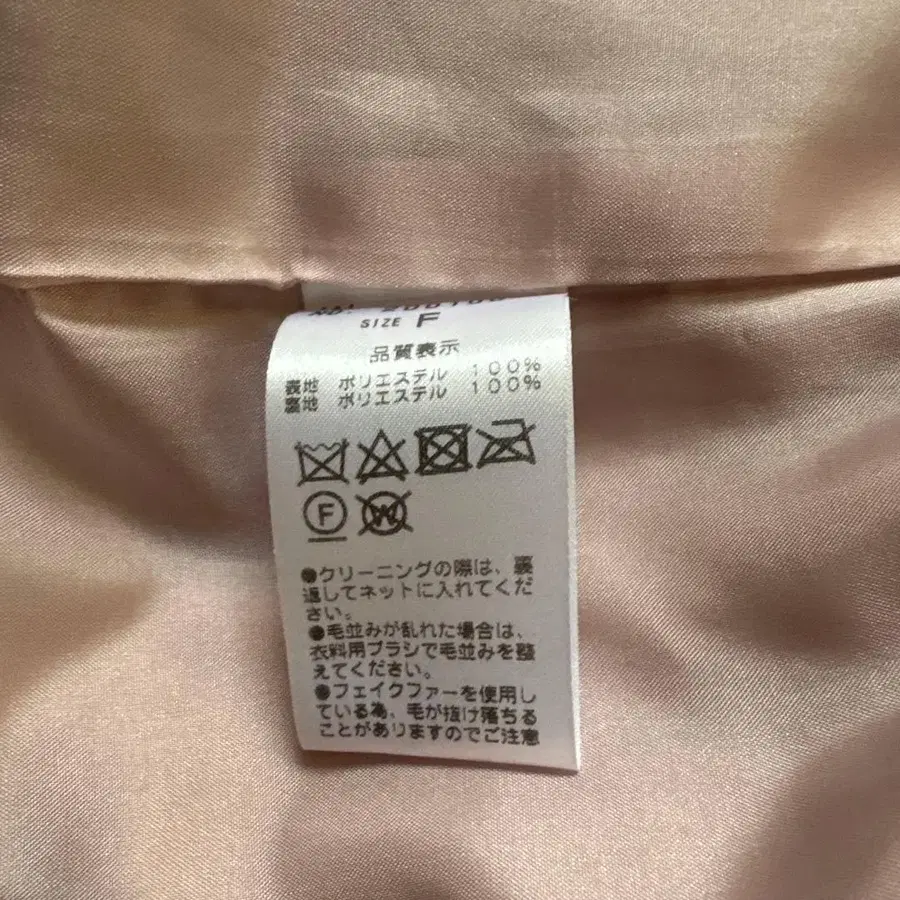 SIZE F
品質表示
表地 ポリエステル 100%
裏地 ポリエステル 100%
F W
●クリーニングの際は、裏
返してネットに入れてくだ
さい。
●毛並みが乱れた場合は、
衣料用ブラシで毛並みを整
えてください。
●フェイクファーを使用し
ている為、毛が抜け落ちる
ことがありますのでご注意